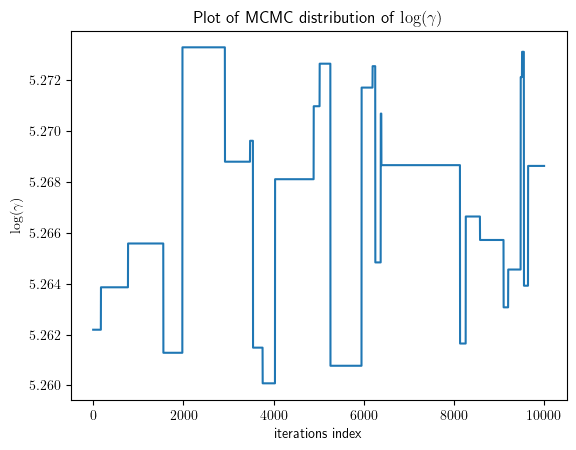 Plot of MCMC distribution of log(γ)
5.272
5.270
5.268
5.266
5.264
5.262
5.260
log(γ)
0 2000 4000 6000 8000 10000
iterations index